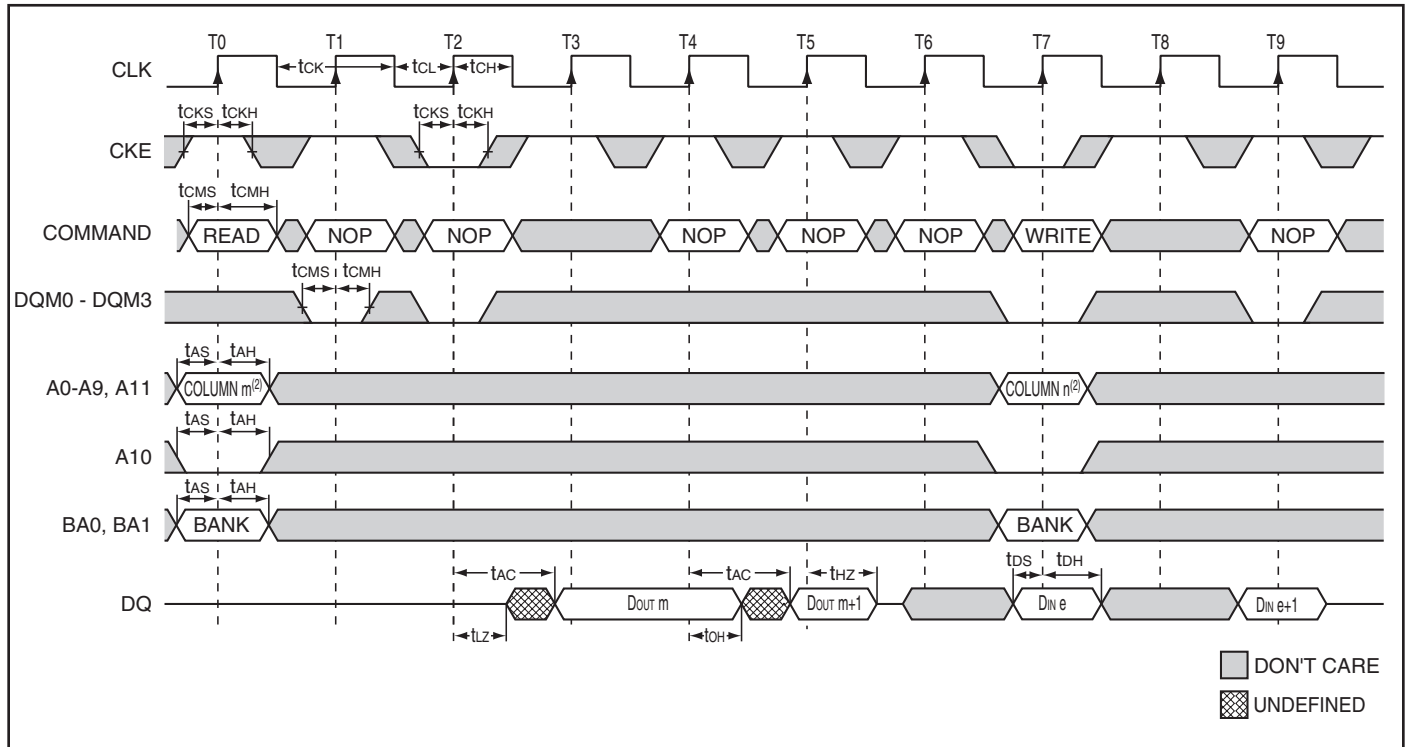 T0 T1 T2 T3 T4 T5 T6 T7 T8 T9
CLK tCK tCL tCH
tCKS tCKH tCKS tCKH
CKE
tCMS tCMH
COMMAND READ NOP NOP NOP NOP NOP WRITE NOP
tCMS tCMH
DQM0 - DQM3
tAS tAH
A0-A9, A11 COLUMN m(2) COLUMN n(2)
tAS tAH
A10
tAS tAH
BA0, BA1 BANK BANK
tAC tAC tHZ tDS tDH
DQ DOUT m DOUT m+1 DIN e DIN e+1
tLZ tOH
DON'T CARE
UNDEFINED